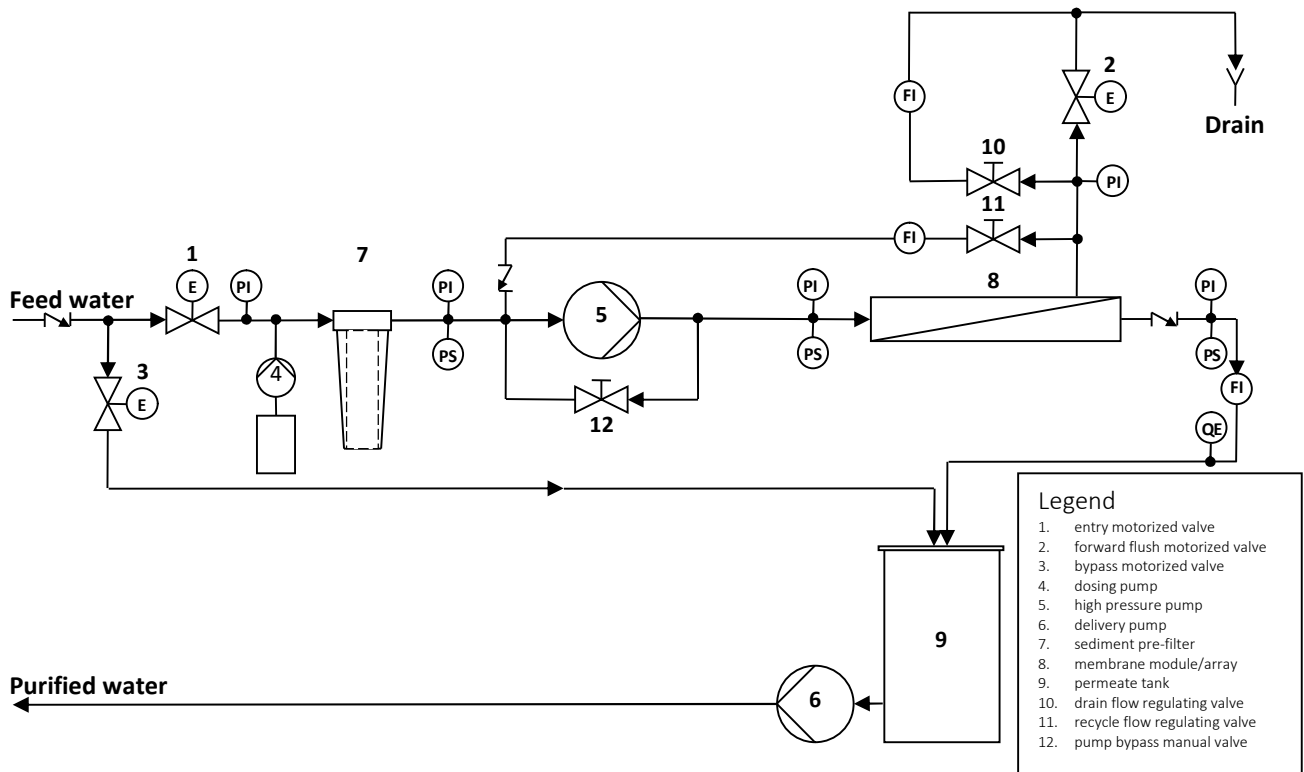 2
FI
E
Drain
10
PI
11
FI
1
7
8
E
PI
PI
PI
PI
Feed water
5
PS
PS
PS
3
4
E
FI
12
QE
Legend
1. entry motorized valve
2. forward flush motorized valve
3. bypass motorized valve
4. dosing pump
5. high pressure pump
6. delivery pump
7. sediment pre-filter
8. membrane module/array
9. permeate tank
10. drain flow regulating valve
11. recycle flow regulating valve
12. pump bypass manual valve
9
Purified water
6